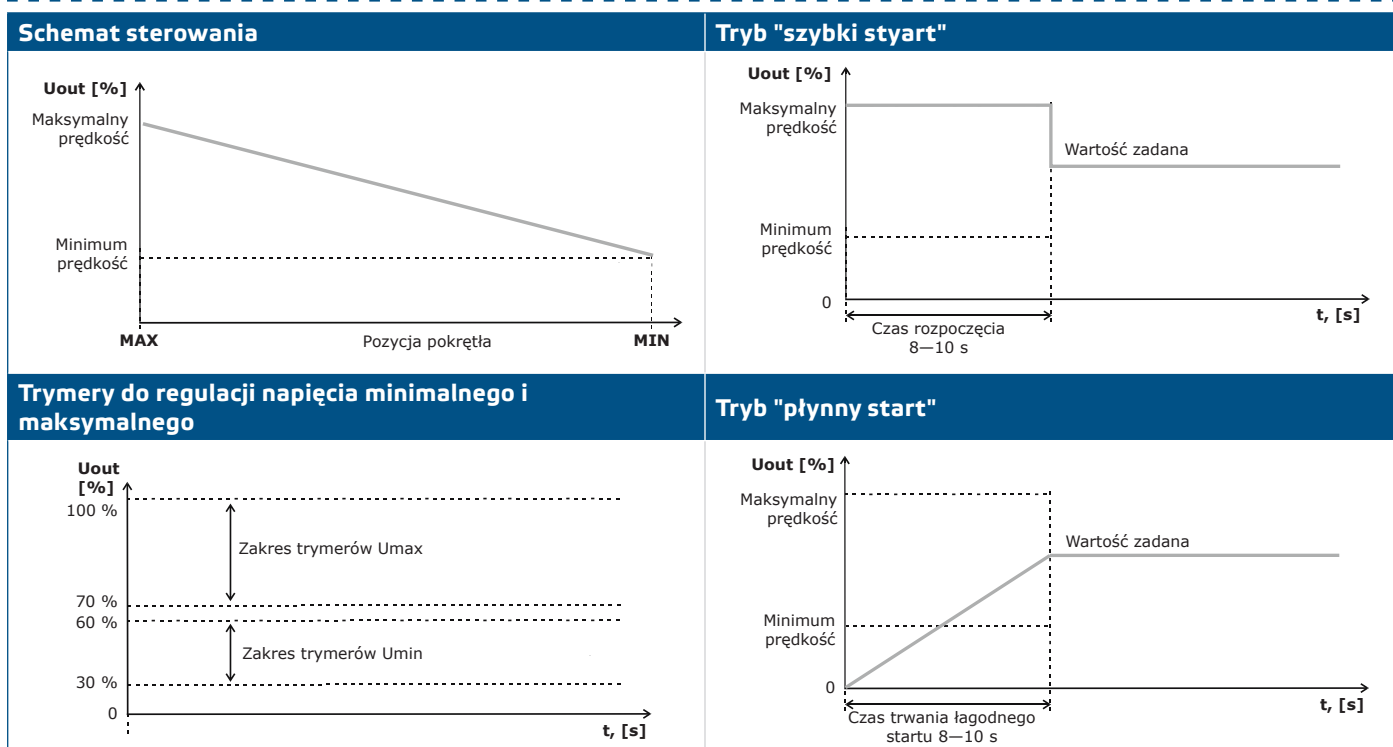 Schemat sterowania
Uout [%]
Maksymalny
prędkość
Minimum
prędkość
MAX
Pozycja pokrętła
MIN
Tryb "szybki styart"
Uout [%]
Maksymalny
prędkość
Wartość zadana
Minimum
prędkość
0
t, [s]
Czas rozpoczęcia
8—10 s
Trymery do regulacji napięcia minimalnego i
maksymalnego
Uout
[%]
100 %
Zakres trymerów Umax
70 %
60 %
Zakres trymerów Umin
30 %
0
t, [s]
Tryb "płynny start"
Uout [%]
Maksymalny
prędkość
Wartość zadana
Minimum
prędkość
0
t, [s]
Czas trwania łagodnego
startu 8—10 s